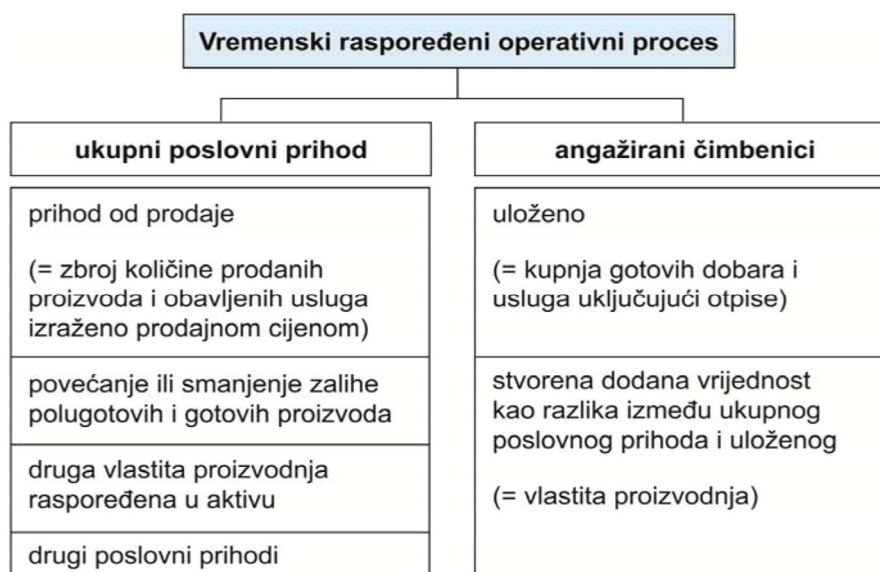 Vremenski raspoređeni operativni proces
ukupni poslovni prihod
prihod od prodaje
(= zbroj količine prodanih
proizvoda i obavljenih usluga
izraženo prodajnom cijenom)
povećanje ili smanjenje zalihe
polugotovih i gotovih proizvoda
druga vlastita proizvodnja
raspoređena u aktivu
drugi poslovni prihodi
angažirani čimbenici
uloženo
(= kupnja gotovih dobara i
usluga uključujući otpise)
stvorena dodana vrijednost
kao razlika između ukupnog
poslovnog prihoda i uloženog
(= vlastita proizvodnja)